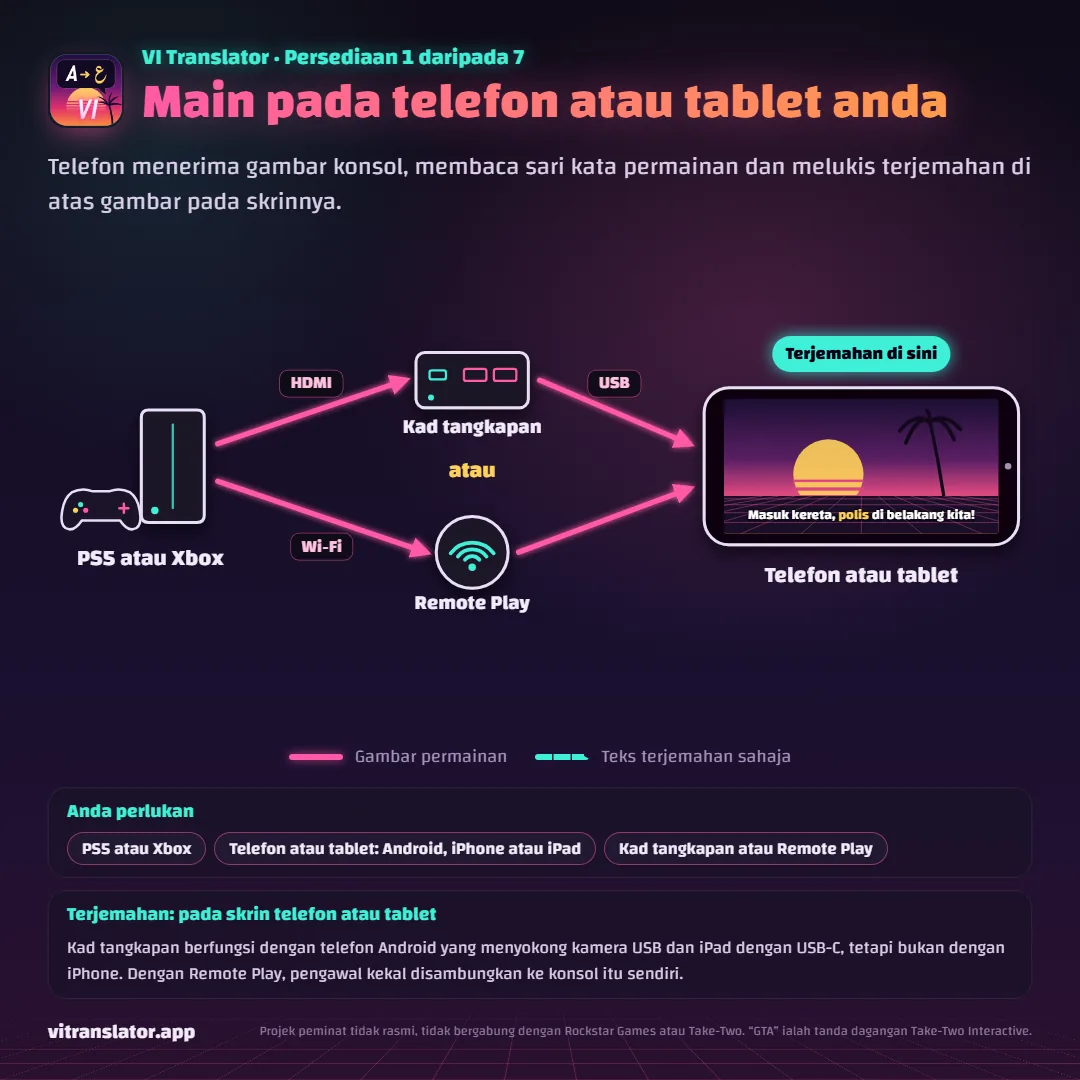 A→ع
VI
VI Translator · Persediaan 1 daripada 7
Main pada telefon atau tablet anda
Telefon menerima gambar konsol, membaca sari kata permainan dan melukis terjemahan di
atas gambar pada skrinnya.
HDMI
Kad tangkapan
USB
Terjemahan di sini
atau
Masuk kereta, polis di belakang kita!
Wi-Fi
PS5 atau Xbox
Remote Play
Telefon atau tablet
Gambar permainan
Teks terjemahan sahaja
Anda perlukan
PS5 atau Xbox
Telefon atau tablet: Android, iPhone atau iPad
Kad tangkapan atau Remote Play
Terjemahan: pada skrin telefon atau tablet
Kad tangkapan berfungsi dengan telefon Android yang menyokong kamera USB dan iPad dengan USB-C, tetapi bukan dengan
iPhone. Dengan Remote Play, pengawal kekal disambungkan ke konsol itu sendiri.
vitranslator.app
Projek peminat tidak rasmi, tidak bergabung dengan Rockstar Games atau Take-Two. “GTA” ialah tanda dagangan Take-Two Interactive.